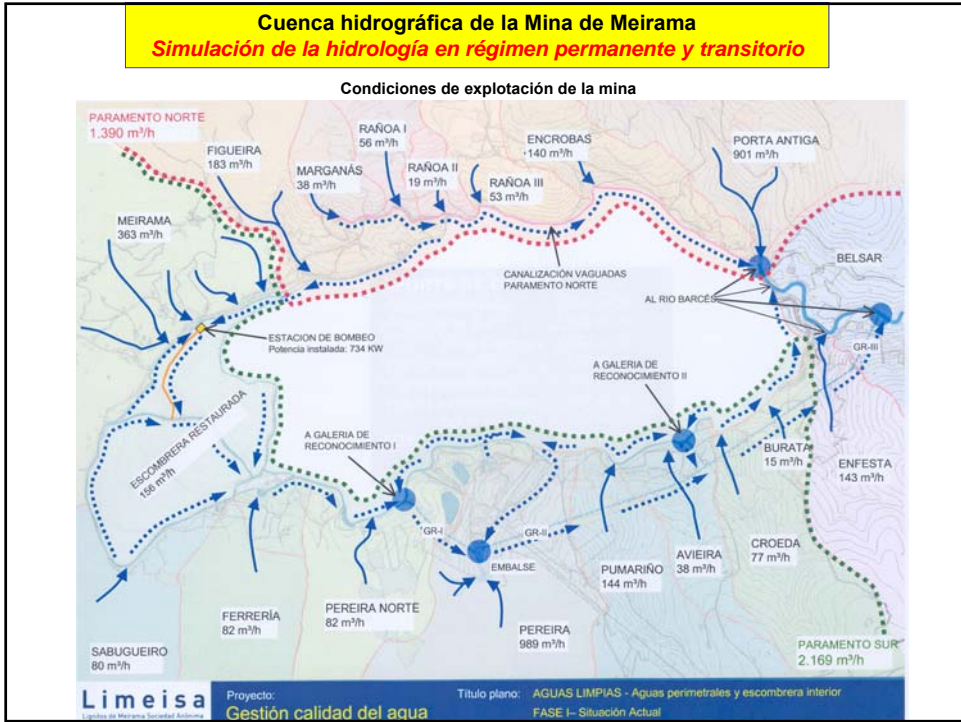 Cuenca hidrográfica de la Mina de Meirama
Simulación de la hidrología en régimen permanente y transitorio
Condiciones de explotación de la mina
PARAMENTO NORTE
1.390 m³/h
FIGUEIRA
183 m³/h
MARGANÁS
38 m³/h
RAÑOA I
56 m³/h
RAÑOA II
19 m³/h
RAÑOA III
53 m³/h
ENCROBAS
140 m³/h
PORTA ANTIGA
901 m³/h
MEIRAMA
363 m³/h
BELSAR
CANALIZACIÓN VAGUADAS
PARAMENTO NORTE
AL RIO BARCÉS
ESTACION DE BOMBEO
Potencia instalada: 734 KW
GR-III
A GALERIA DE
RECONOCIMIENTO II
ESCOMBRERA RESTAURADA
156 m³/h
A GALERIA DE
RECONOCIMIENTO I
BURATA
15 m³/h
ENFESTA
143 m³/h
GR-I
GR-II
EMBALSE
CROEDA
77 m³/h
AVIEIRA
38 m³/h
PUMARIÑO
144 m³/h
PEREIRA NORTE
82 m³/h
FERRERÍA
82 m³/h
PEREIRA
989 m³/h
SABUGUEIRO
80 m³/h
PARAMENTO SUR
2.169 m³/h
Limeisa
Lignitos de Meirama Sociedad Anónima
Proyecto:
Gestión calidad del agua
Título plano: AGUAS LIMPIAS - Aguas perimetrales y escombrera interior
FASE I– Situación Actual